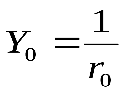 Y₀ = 1/r₀